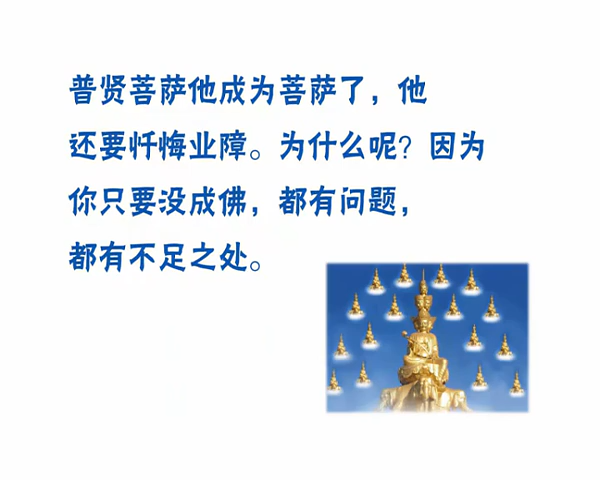 普贤菩萨他成为菩萨了，他
还要忏悔业障。为什么呢？因为
你只要没成佛，都有问题，
都有不足之处。